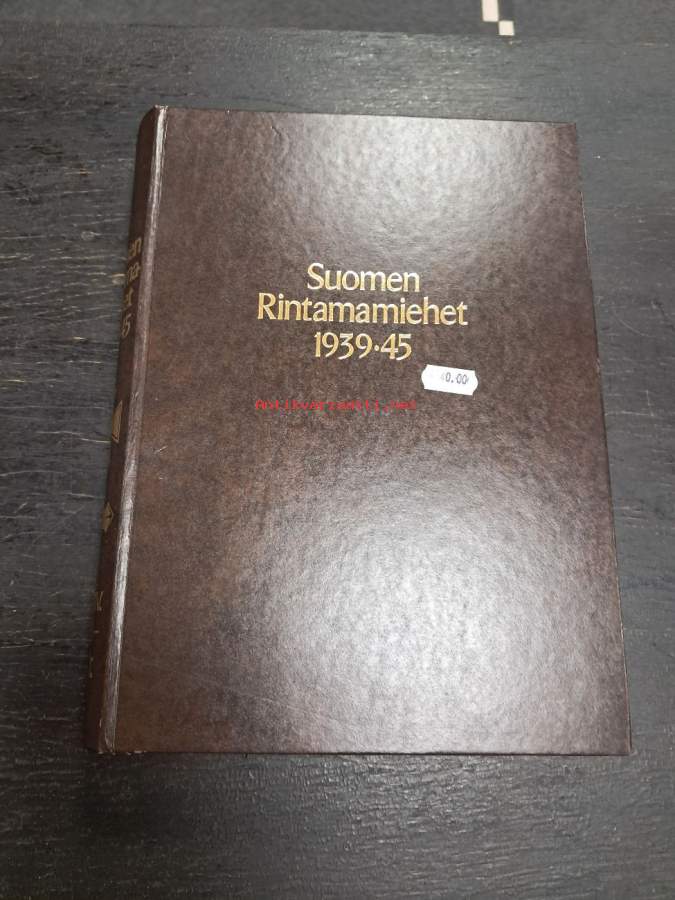 Suomen
Rintamamiehet
1939·45
40.00
Antikvariaatti.net